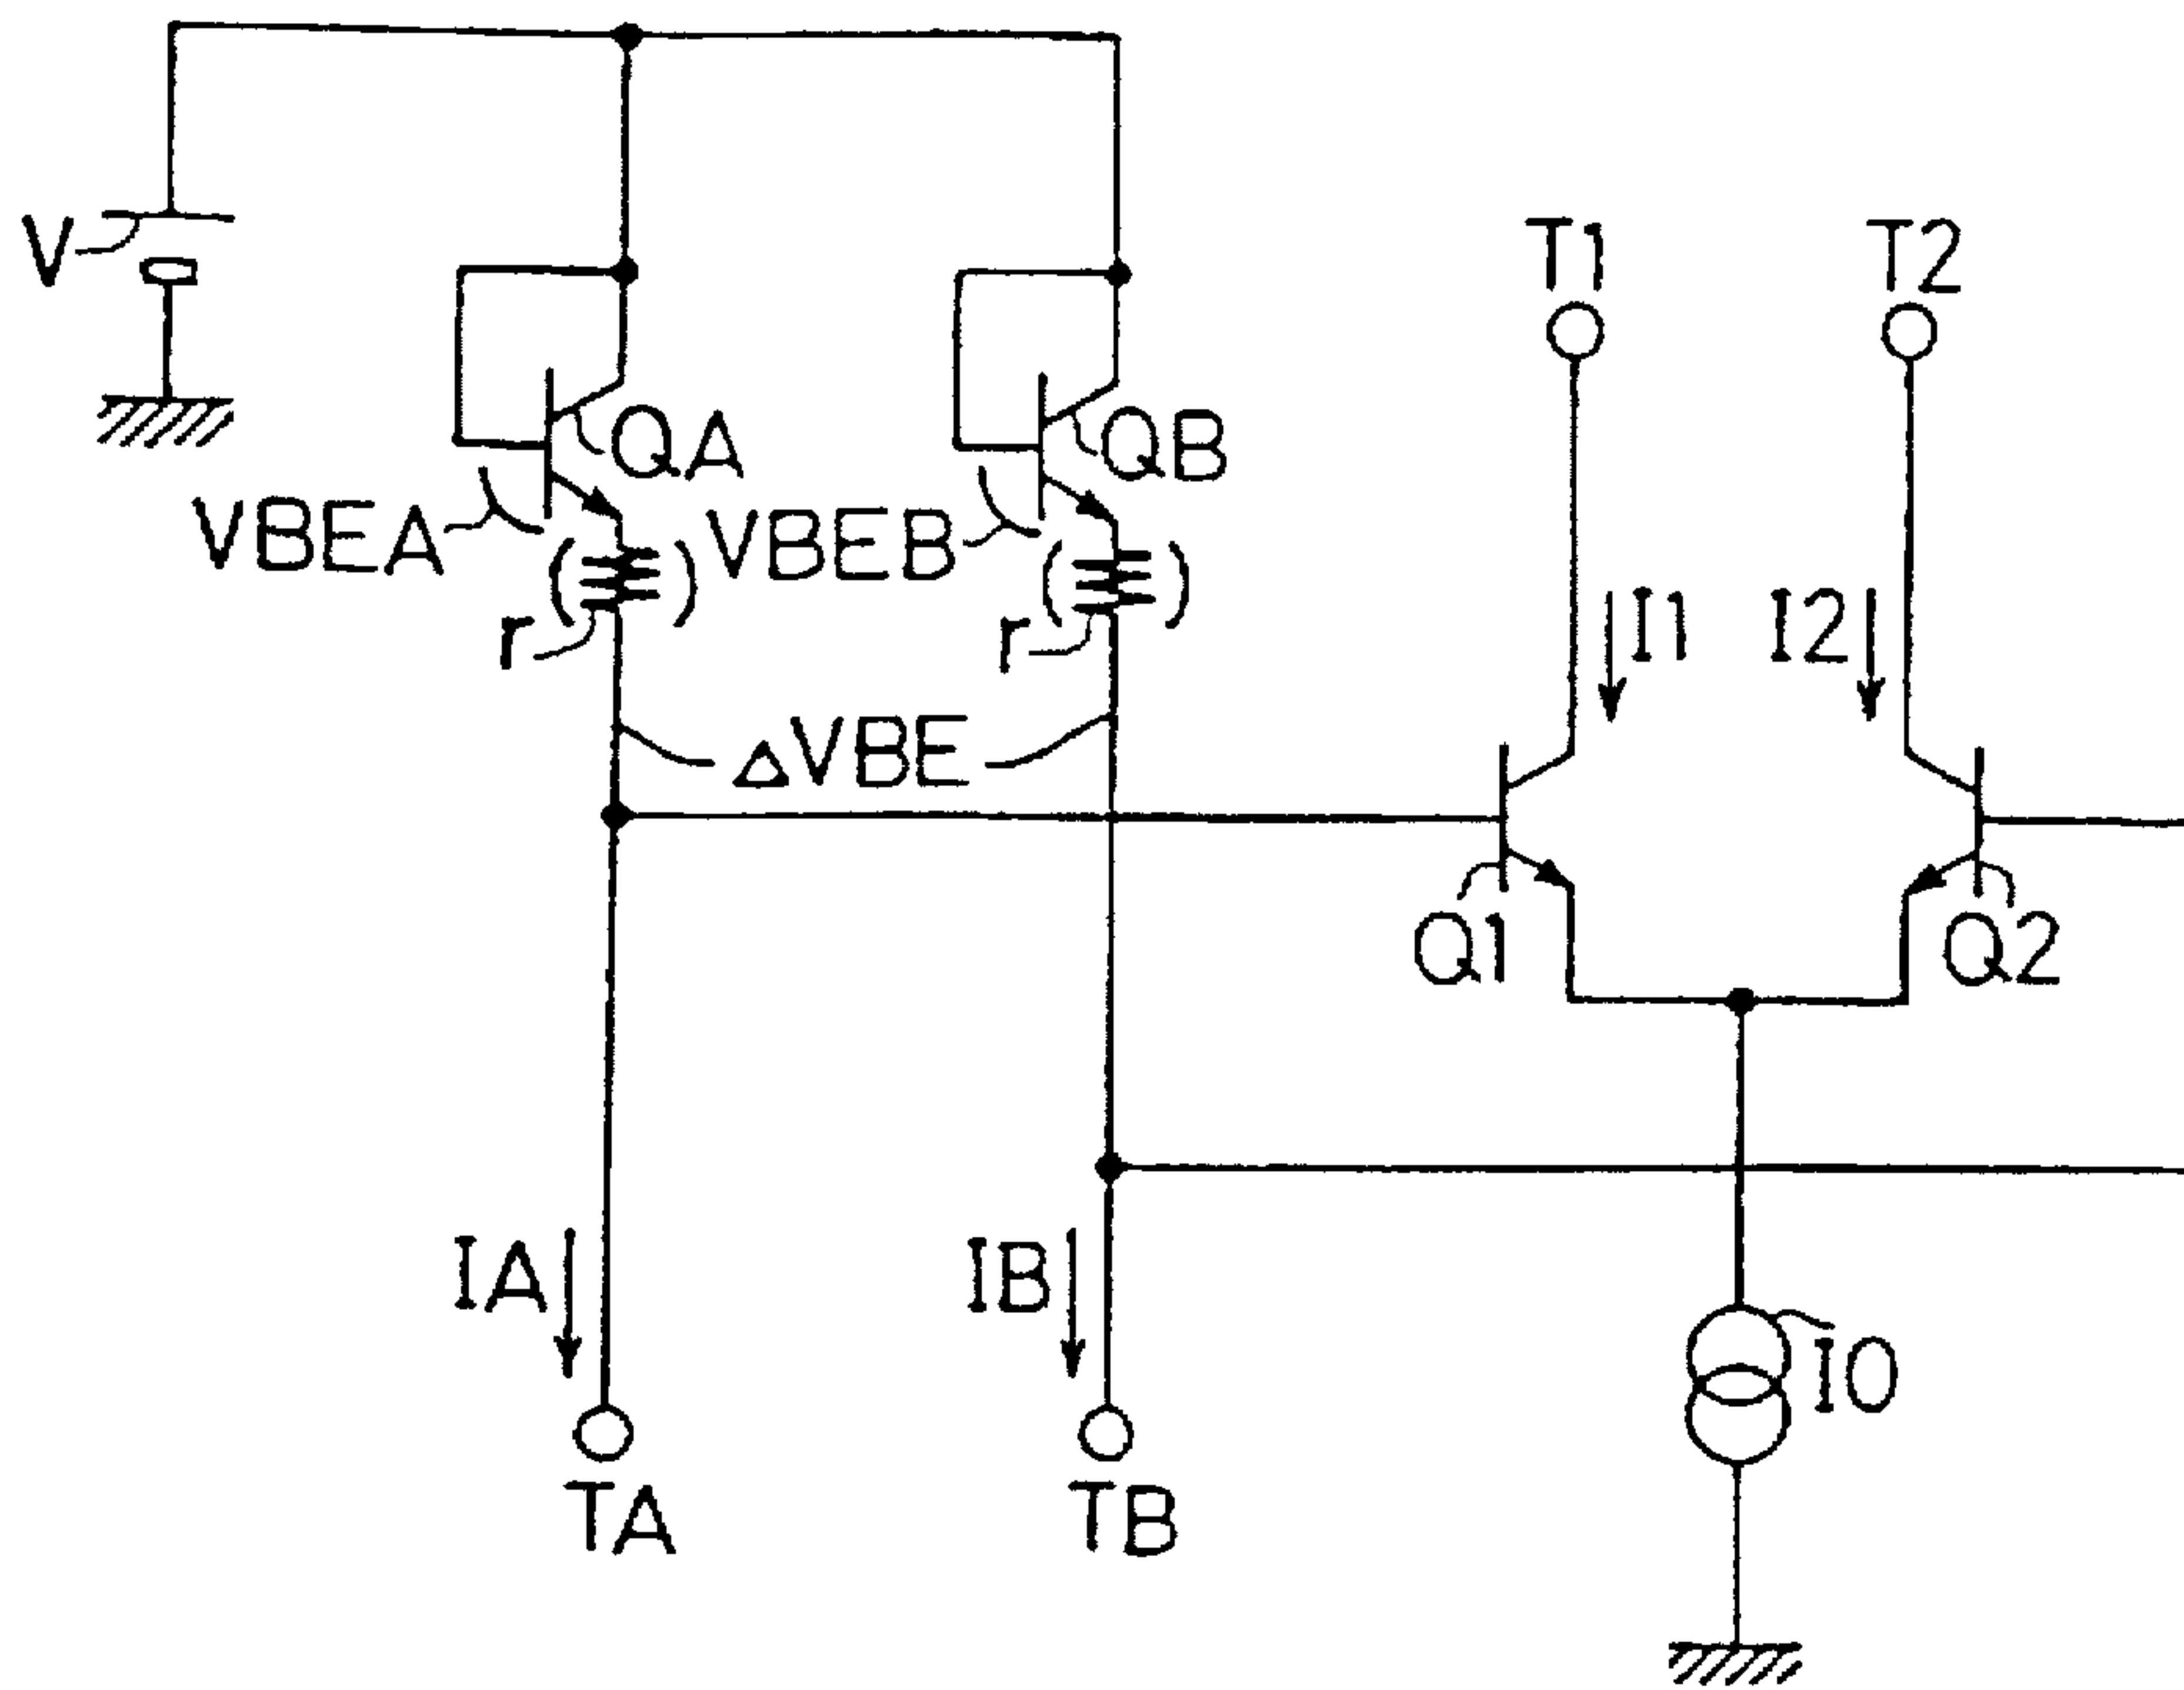 V
T1
T2
QA
QB
VBEA
VBEB
( )
( )
r
r
I1
I2
ΔVBE
Q1
Q2
IA
IB
I0
TA
TB